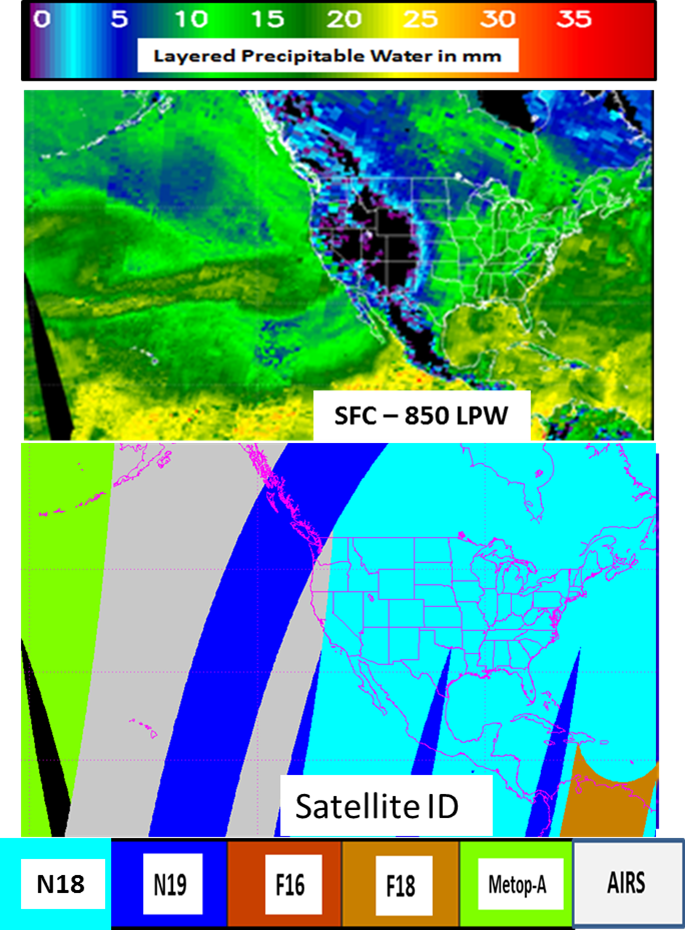 0 5 10 15 20 25 30 35
Layered Precipitable Water in mm
SFC – 850 LPW
Satellite ID
N18 N19 F16 F18 Metop-A AIRS